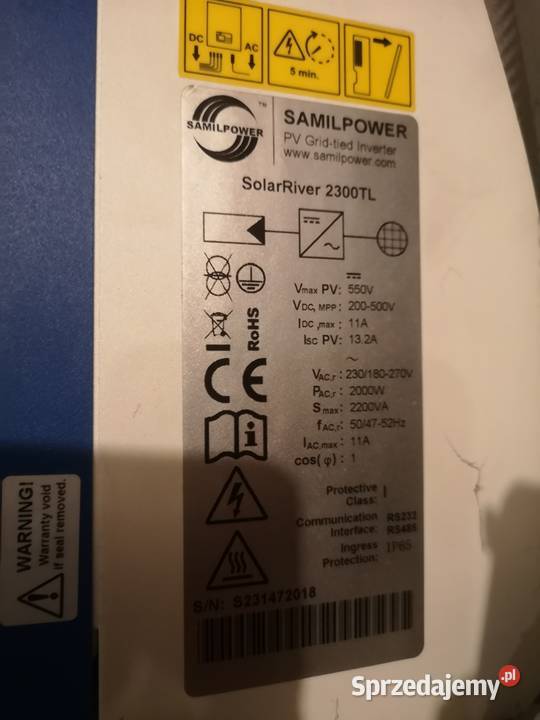 DC AC
5 min.
SAMILPOWER ™
SAMILPOWER
PV Grid-tied Inverter
www.samilpower.com
SolarRiver 2300TL
Vmax PV: 550V
VDC, MPP: 200-500V
IDC,max: 11A
ISC PV: 13.2A
~
VAC,r: 230/180-270V
PAC,r: 2000W
Smax: 2200VA
fAC,r: 50/47-52Hz
IAC,max: 11A
cos(φ): 1
RoHS
CE
i
Protective
Class: I
Communication RS232
Interface: RS485
Ingress IP65
Protection:
S/N: S231472018
WARNING!
Warranty void
if seal removed.
Sprzedajemy.pl